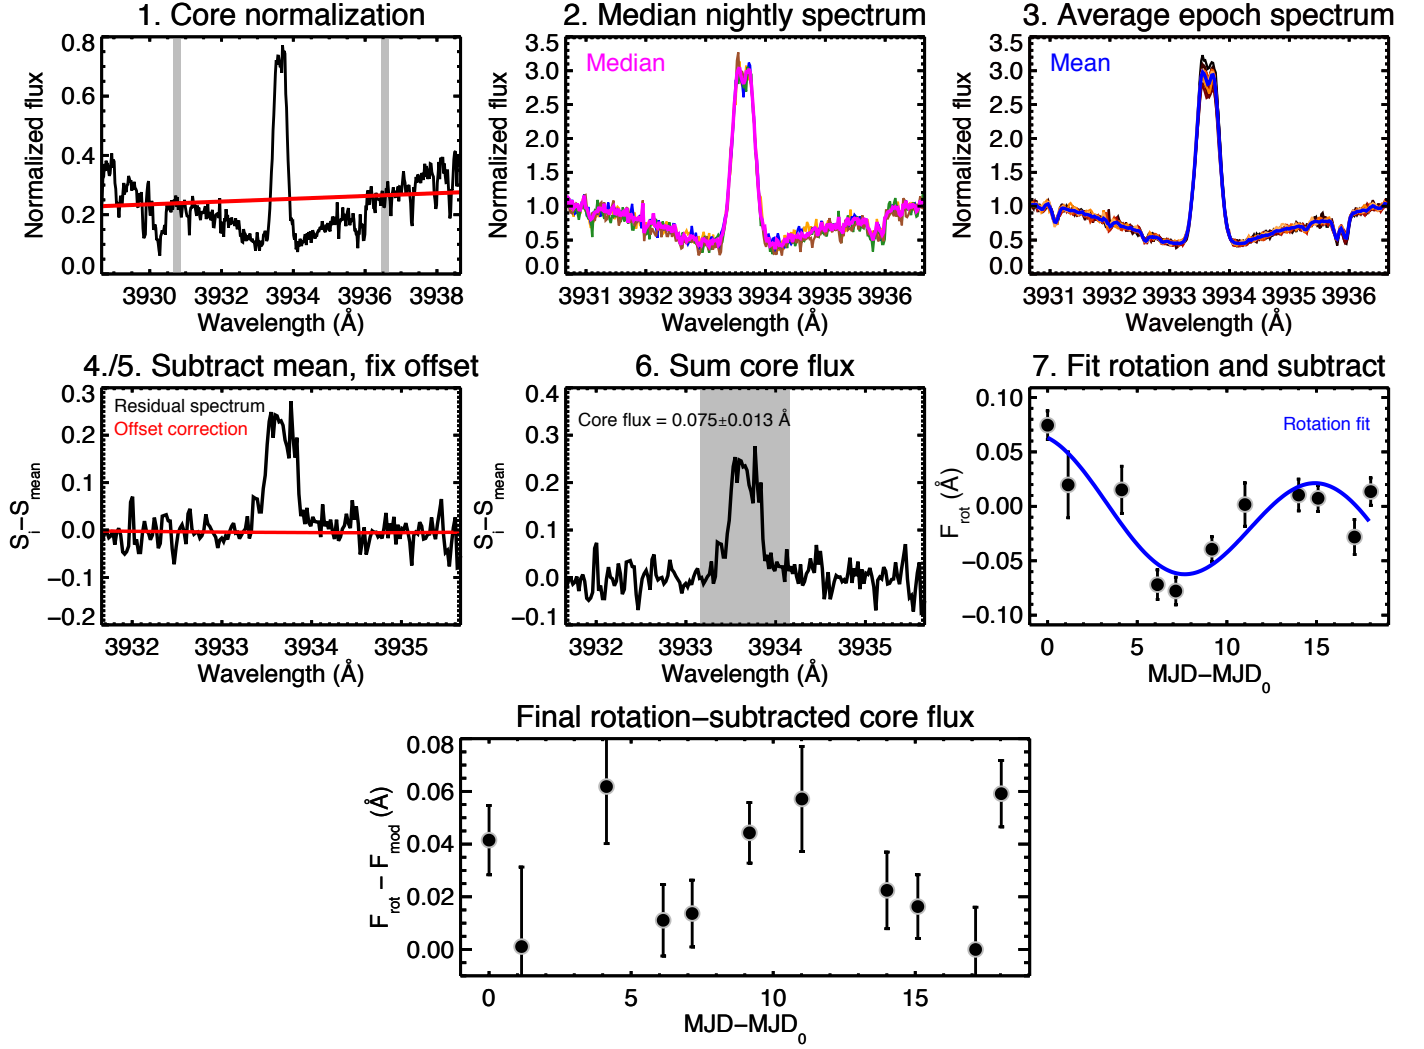 1. Core normalization
2. Median nightly spectrum
3. Average epoch spectrum
Normalized flux
0.8
0.6
0.4
0.2
0.0
3930 3932 3934 3936 3938
Wavelength (Å)
Normalized flux
3.5
3.0
2.5
2.0
1.5
1.0
0.5
0.0
Median
3931 3932 3933 3934 3935 3936
Wavelength (Å)
Normalized flux
3.5
3.0
2.5
2.0
1.5
1.0
0.5
0.0
Mean
3931 3932 3933 3934 3935 3936
Wavelength (Å)
4./5. Subtract mean, fix offset
6. Sum core flux
7. Fit rotation and subtract
S_i−S_mean
0.3
0.2
0.1
0.0
−0.1
−0.2
Residual spectrum
Offset correction
3932 3933 3934 3935
Wavelength (Å)
S_i−S_mean
0.4
0.3
0.2
0.1
0.0
−0.1
Core flux = 0.075±0.013 Å
3932 3933 3934 3935
Wavelength (Å)
F_rot (Å)
0.10
0.05
0.00
−0.05
−0.10
Rotation fit
0 5 10 15
MJD−MJD_0
Final rotation−subtracted core flux
F_rot − F_mod (Å)
0.08
0.06
0.04
0.02
0.00
0 5 10 15
MJD−MJD_0